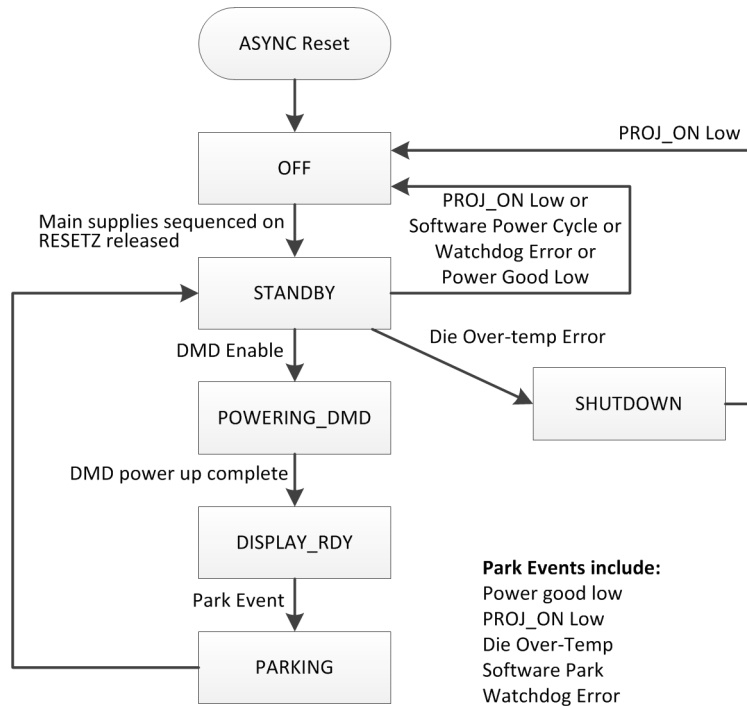 ASYNC Reset
PROJ_ON Low
OFF
PROJ_ON Low or
Software Power Cycle or
Watchdog Error or
Power Good Low
Main supplies sequenced on
RESETZ released
STANDBY
DMD Enable
Die Over-temp Error
POWERING_DMD
SHUTDOWN
DMD power up complete
DISPLAY_RDY
Park Event
PARKING
Park Events include:
Power good low
PROJ_ON Low
Die Over-Temp
Software Park
Watchdog Error